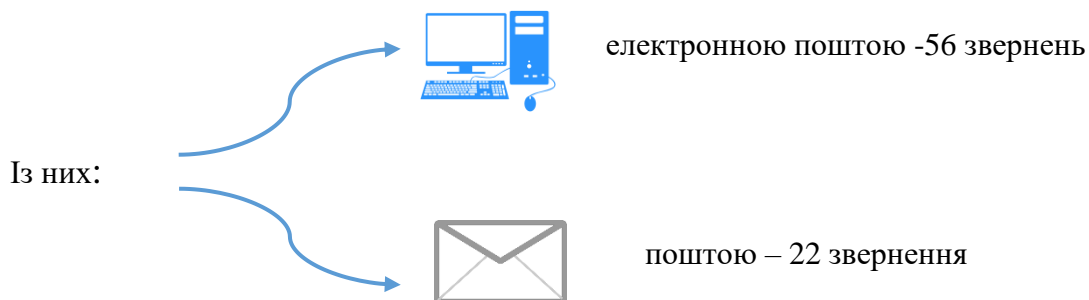 електронною поштою -56 звернень
Із них:
поштою – 22 звернення